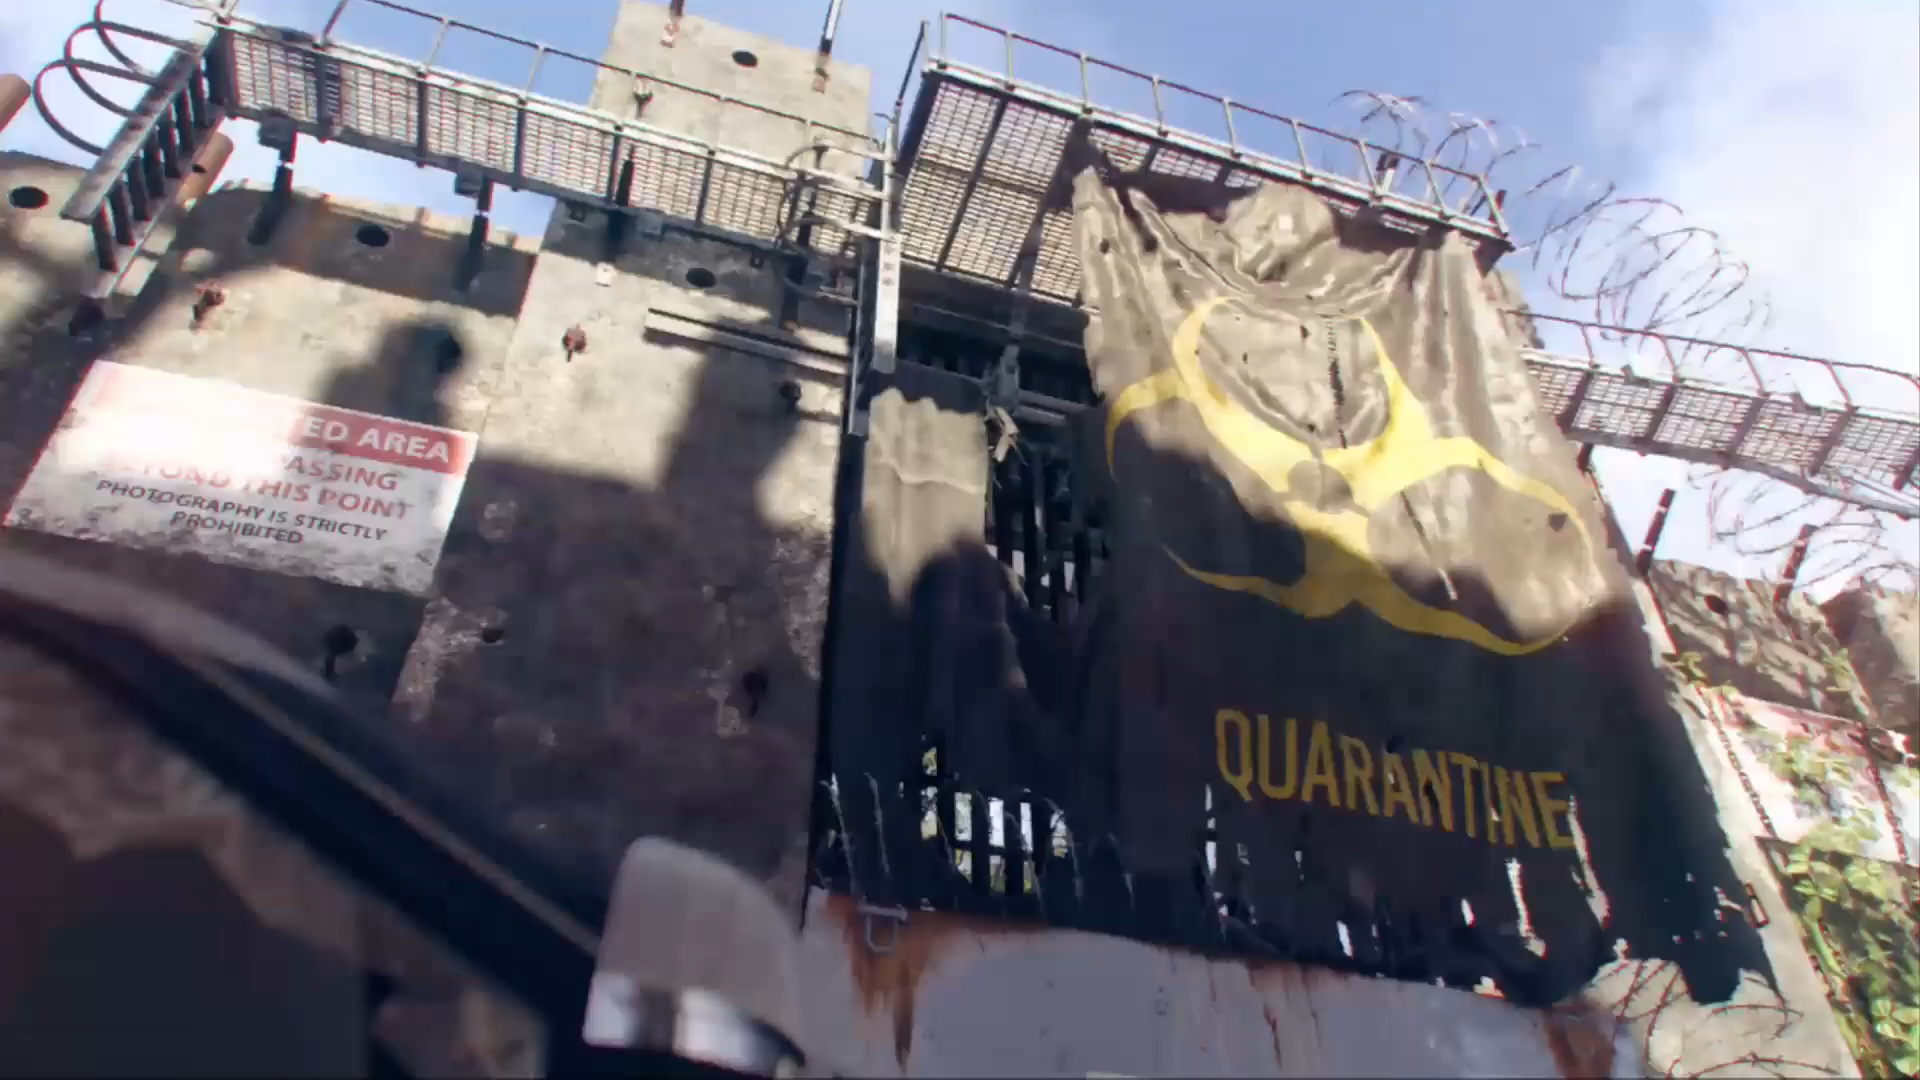 ED AREA
ASSING
THIS POINT
PHOTOGRAPHY IS STRICTLY
PROHIBITED
QUARANTINE